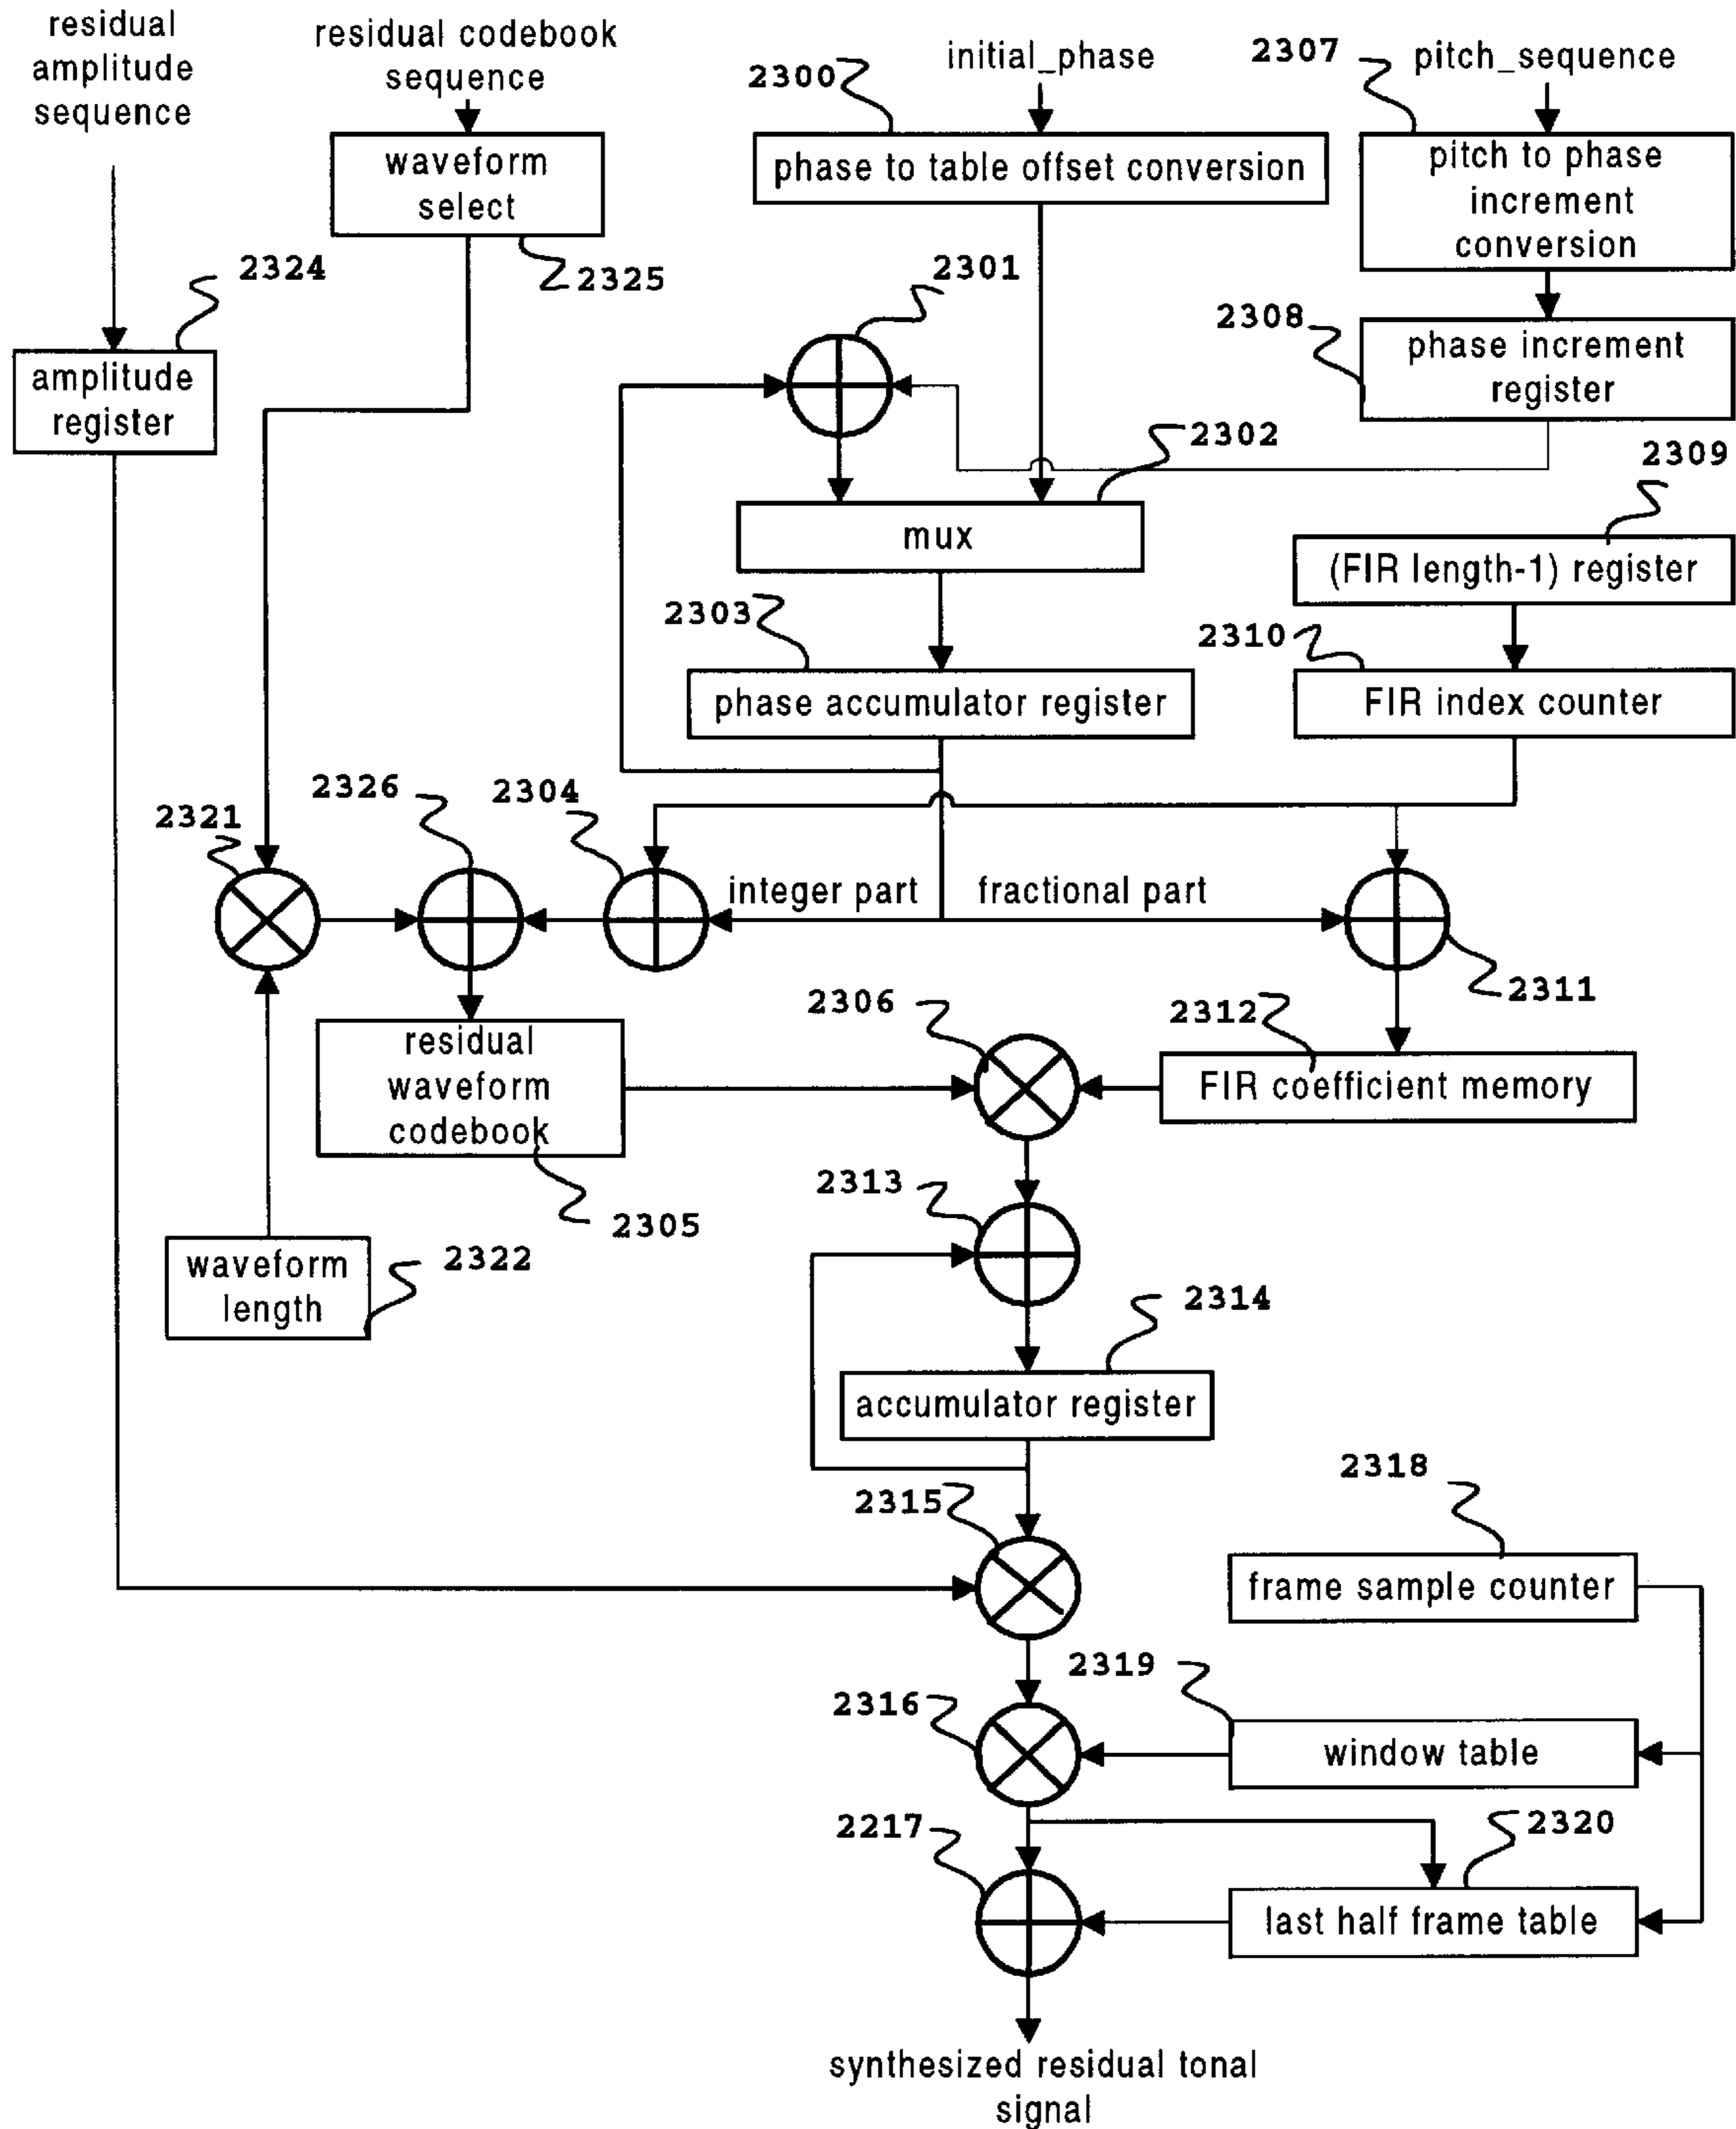 residual
amplitude
sequence
residual codebook
sequence
initial_phase
pitch_sequence
2300
2307
waveform
select
phase to table offset conversion
pitch to phase
increment
conversion
2324
2325
2301
2308
amplitude
register
phase increment
register
2302
2309
mux
(FIR length-1) register
2303
2310
phase accumulator register
FIR index counter
2321
2326
2304
integer part
fractional part
2311
2306
2312
residual
waveform
codebook
FIR coefficient memory
2305
2313
waveform
length
2322
2314
accumulator register
2315
2318
frame sample counter
2319
2316
window table
2217
2320
last half frame table
synthesized residual tonal
signal